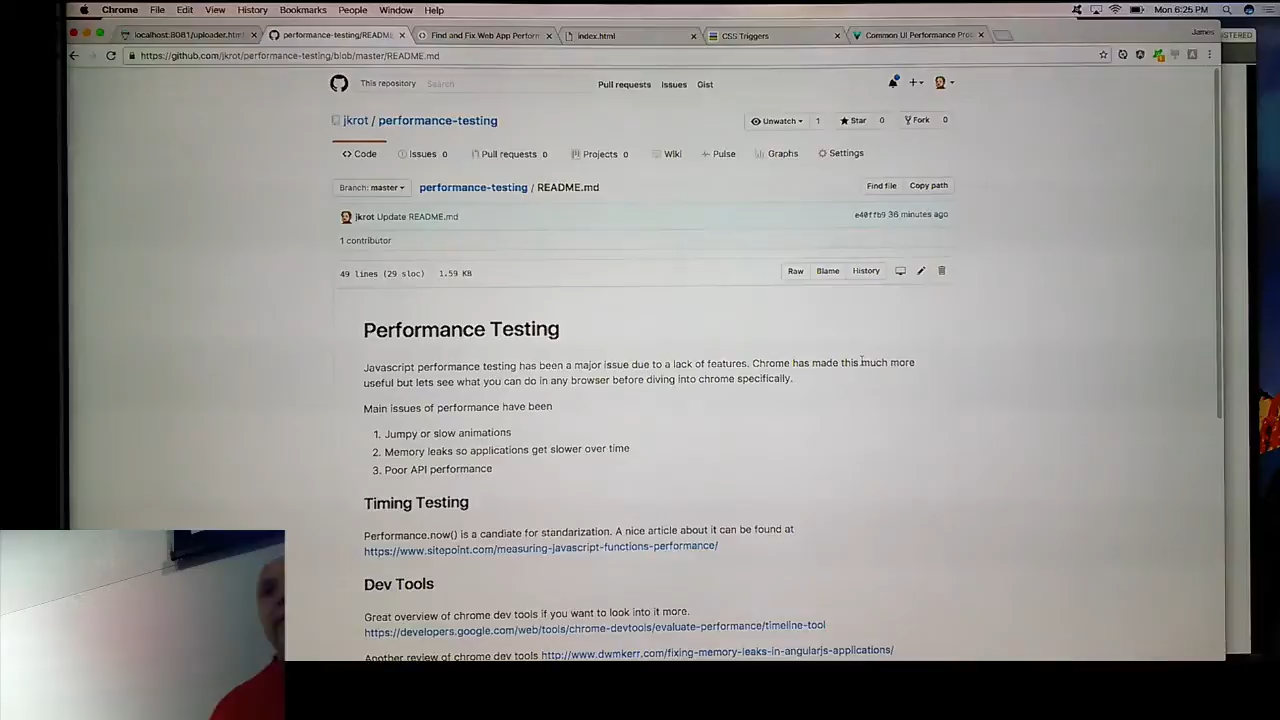 Chrome File Edit View History Bookmarks People Window Help Mon 6:25 PM
localhost:8081/uploader.html performance-testing/README Find and Fix Web App Perform index.html CSS Triggers Common UI Performance Pro James
https://github.com/jkrot/performance-testing/blob/master/README.md
This repository Search Pull requests Issues Gist
jkrot / performance-testing Unwatch 1 Star 0 Fork 0
Code Issues 0 Pull requests 0 Projects 0 Wiki Pulse Graphs Settings
Branch: master performance-testing / README.md Find file Copy path
jkrot Update README.md e40ffb9 36 minutes ago
1 contributor
49 lines (29 sloc) 1.59 KB Raw Blame History
Performance Testing
Javascript performance testing has been a major issue due to a lack of features. Chrome has made this much more
useful but lets see what you can do in any browser before diving into chrome specifically.
Main issues of performance have been
1. Jumpy or slow animations
2. Memory leaks so applications get slower over time
3. Poor API performance
Timing Testing
Performance.now() is a candiate for standarization. A nice article about it can be found at
https://www.sitepoint.com/measuring-javascript-functions-performance/
Dev Tools
Great overview of chrome dev tools if you want to look into it more.
https://developers.google.com/web/tools/chrome-devtools/evaluate-performance/timeline-tool
Another review of chrome dev tools http://www.dwmkerr.com/fixing-memory-leaks-in-angularjs-applications/